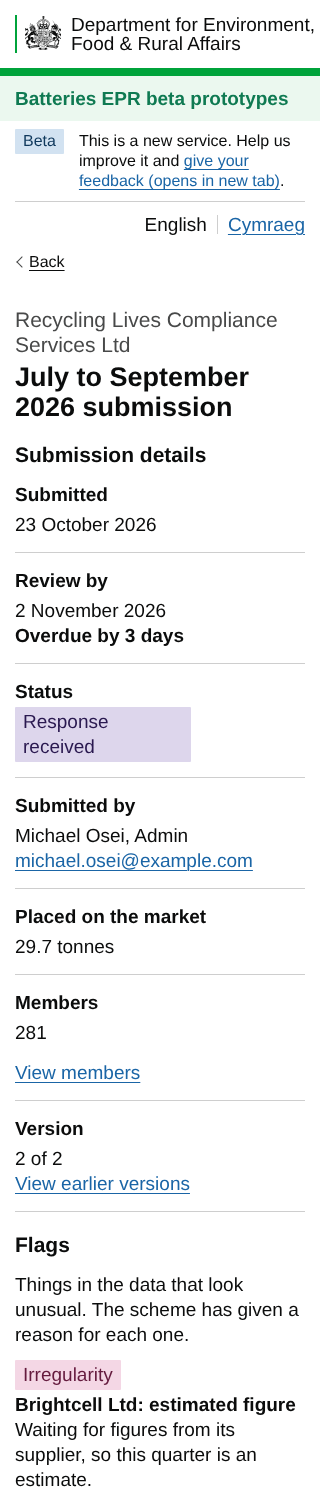 Department for Environment,
Food & Rural Affairs
Batteries EPR beta prototypes
Beta
This is a new service. Help us
improve it and give your
feedback (opens in new tab).
English
Cymraeg
Back
Recycling Lives Compliance
Services Ltd
July to September
2026 submission
Submission details
Submitted
23 October 2026
Review by
2 November 2026
Overdue by 3 days
Status
Response
received
Submitted by
Michael Osei, Admin
michael.osei@example.com
Placed on the market
29.7 tonnes
Members
281
View members
Version
2 of 2
View earlier versions
Flags
Things in the data that look
unusual. The scheme has given a
reason for each one.
Irregularity
Brightcell Ltd: estimated figure
Waiting for figures from its
supplier, so this quarter is an
estimate.